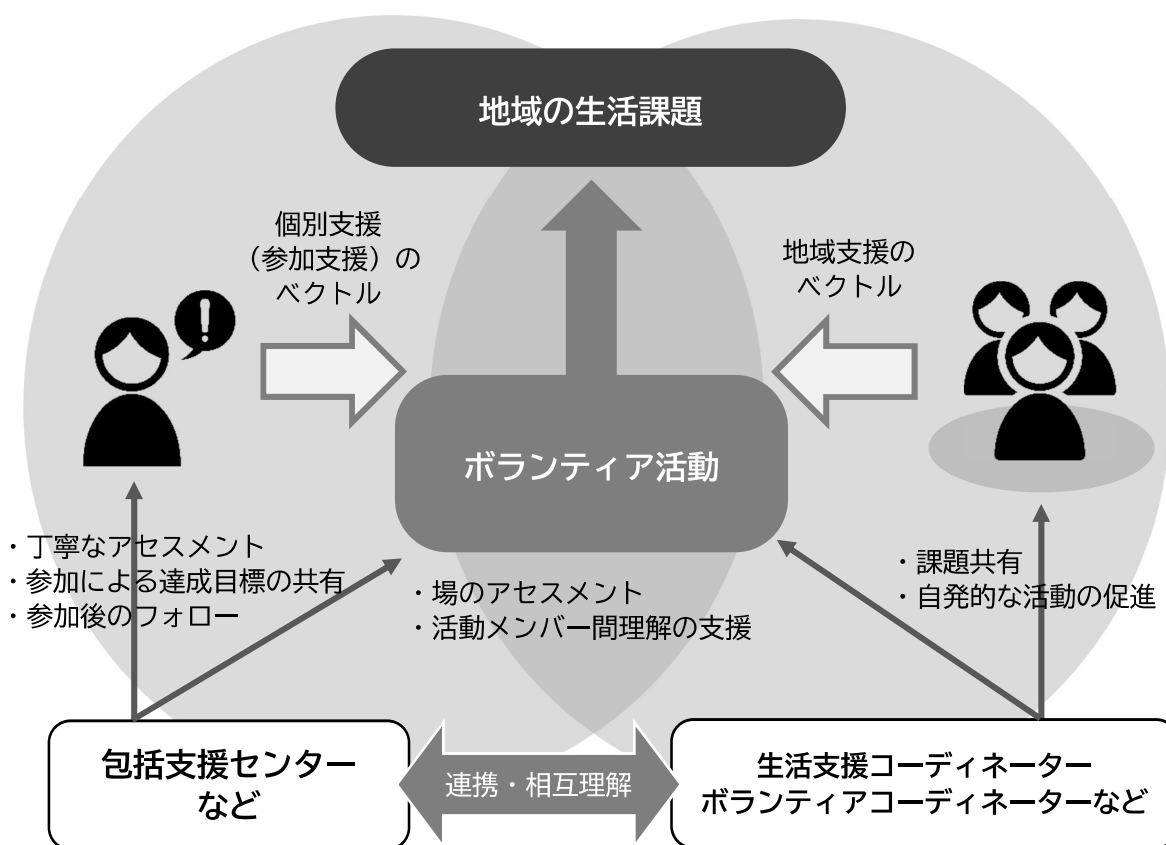 地域の生活課題
個別支援
（参加支援）の
ベクトル
地域支援の
ベクトル
!
ボランティア活動
・丁寧なアセスメント
・参加による達成目標の共有
・参加後のフォロー
・場のアセスメント
・活動メンバー間理解の支援
・課題共有
・自発的な活動の促進
包括支援センター
など
連携・相互理解
生活支援コーディネーター
ボランティアコーディネーターなど